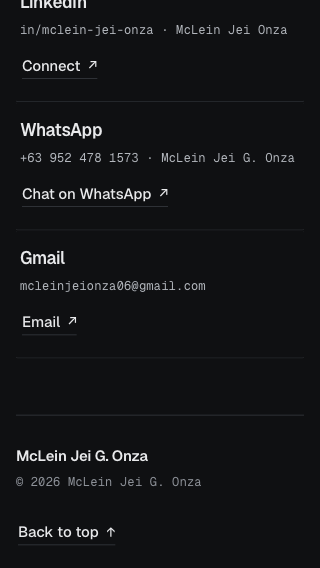 LinkedIn
in/mclein-jei-onza · McLein Jei Onza
Connect ↗
WhatsApp
+63 952 478 1573 · McLein Jei G. Onza
Chat on WhatsApp ↗
Gmail
mcleinjeionza06@gmail.com
Email ↗
McLein Jei G. Onza
© 2026 McLein Jei G. Onza
Back to top ↑